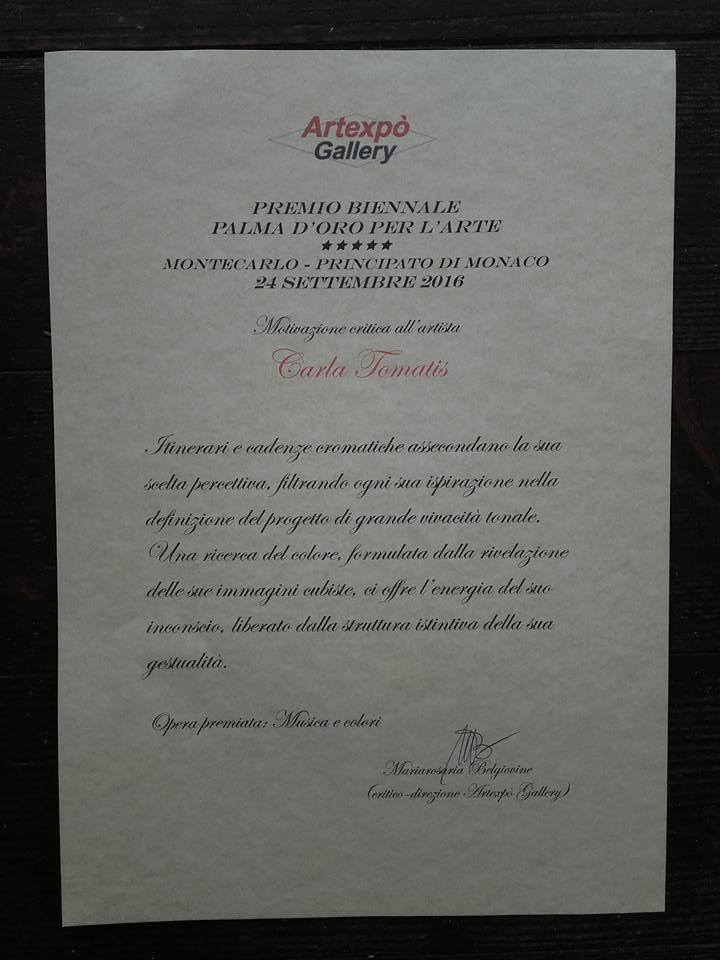 Artexpò
Gallery
PREMIO BIENNALE
PALMA D'ORO PER L'ARTE
★★★★★
MONTECARLO - PRINCIPATO DI MONACO
24 SETTEMBRE 2016
Motivazione critica all'artista
Carla Tomatis
Itinerari e cadenze cromatiche assecondano la sua
scelta percettiva, filtrando ogni sua ispirazione nella
definizione del progetto di grande vivacità tonale.
Una ricerca del colore, formulata dalla rivelazione
delle sue immagini cubiste, ci offre l'energia del suo
inconscio, liberato dalla struttura istintiva della sua
gestualità.
Opera premiata: Musica e colori
Mariarosaria Belgiovine
(critico-direzione Artexpò Gallery)